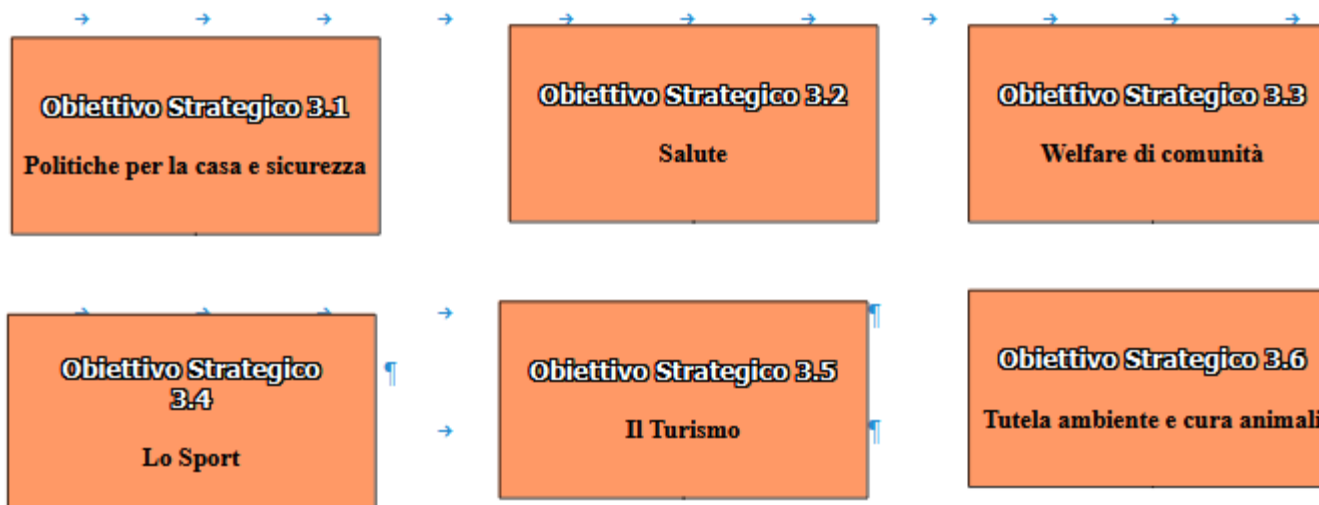 Obiettivo Strategico 3.1
Politiche per la casa e sicurezza
Obiettivo Strategico 3.2
Salute
Obiettivo Strategico 3.3
Welfare di comunità
Obiettivo Strategico
3.4
Lo Sport
Obiettivo Strategico 3.5
Il Turismo
Obiettivo Strategico 3.6
Tutela ambiente e cura animali